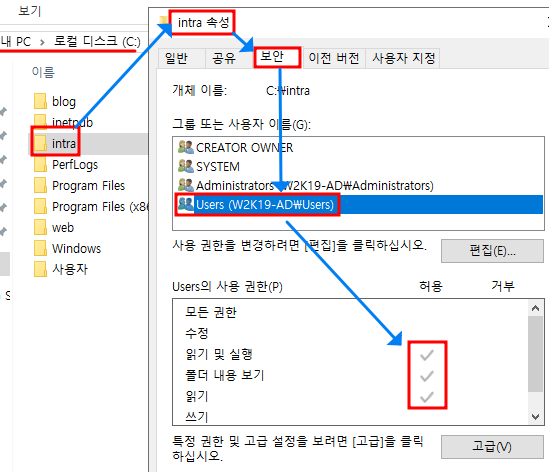 보기
내 PC > 로컬 디스크 (C:)
이름
blog
inetpub
intra
PerfLogs
Program Files
Program Files (x86
web
Windows
사용자
intra 속성
일반 공유 보안 이전 버전 사용자 지정
개체 이름: C:\intra
그룹 또는 사용자 이름(G):
CREATOR OWNER
SYSTEM
Administrators (W2K19-AD\Administrators)
Users (W2K19-AD\Users)
사용 권한을 변경하려면 [편집]을 클릭하십시오.
편집(E)...
Users의 사용 권한(P) 허용 거부
모든 권한
수정
읽기 및 실행
폴더 내용 보기
읽기
쓰기
특정 권한 및 고급 설정을 보려면 [고급]을 클릭
하십시오.
고급(V)